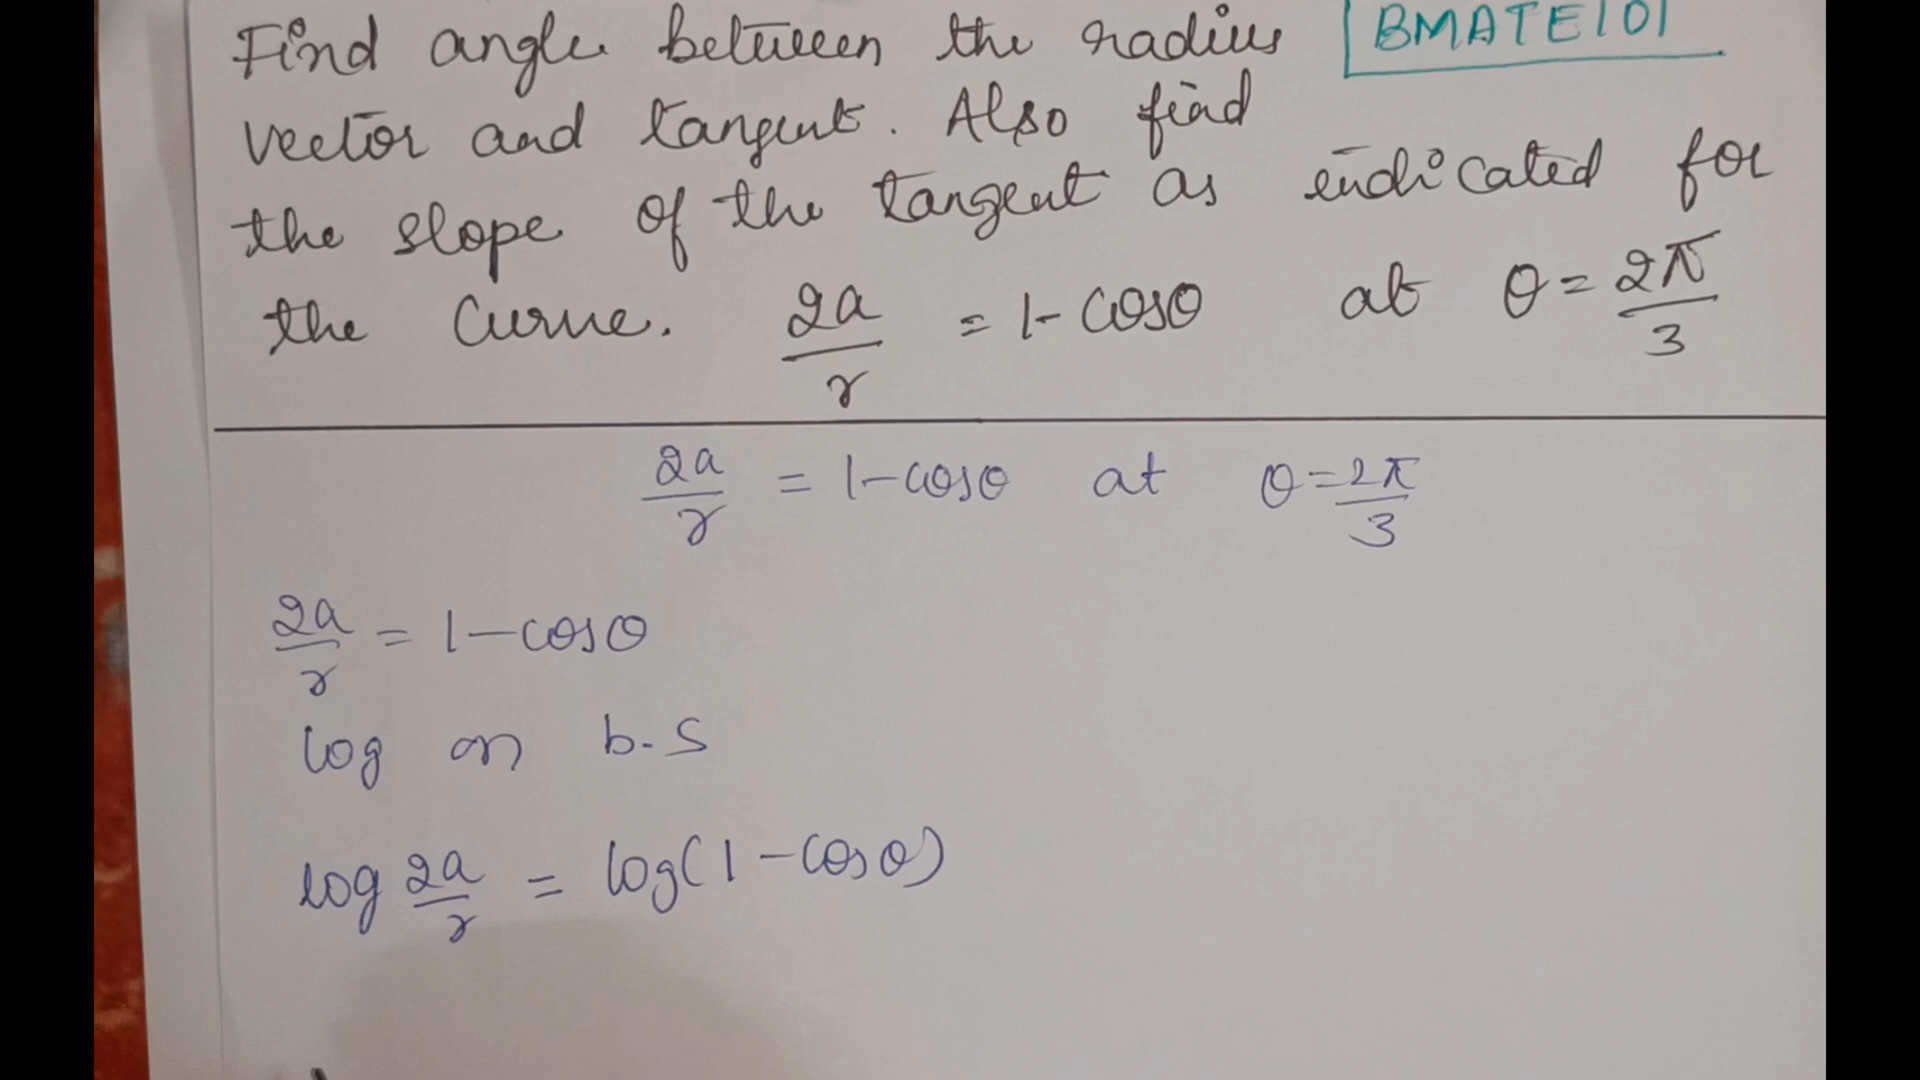 Find angle between the radius BMATE101
vector and tangent. Also find
the slope of the tangent as indicated for
the curve. 2a/r = 1-cosθ at θ=2π/3
2a/r = 1-cosθ at θ=2π/3
2a/r = 1-cosθ
log on b.s
log 2a/r = log(1-cosθ)